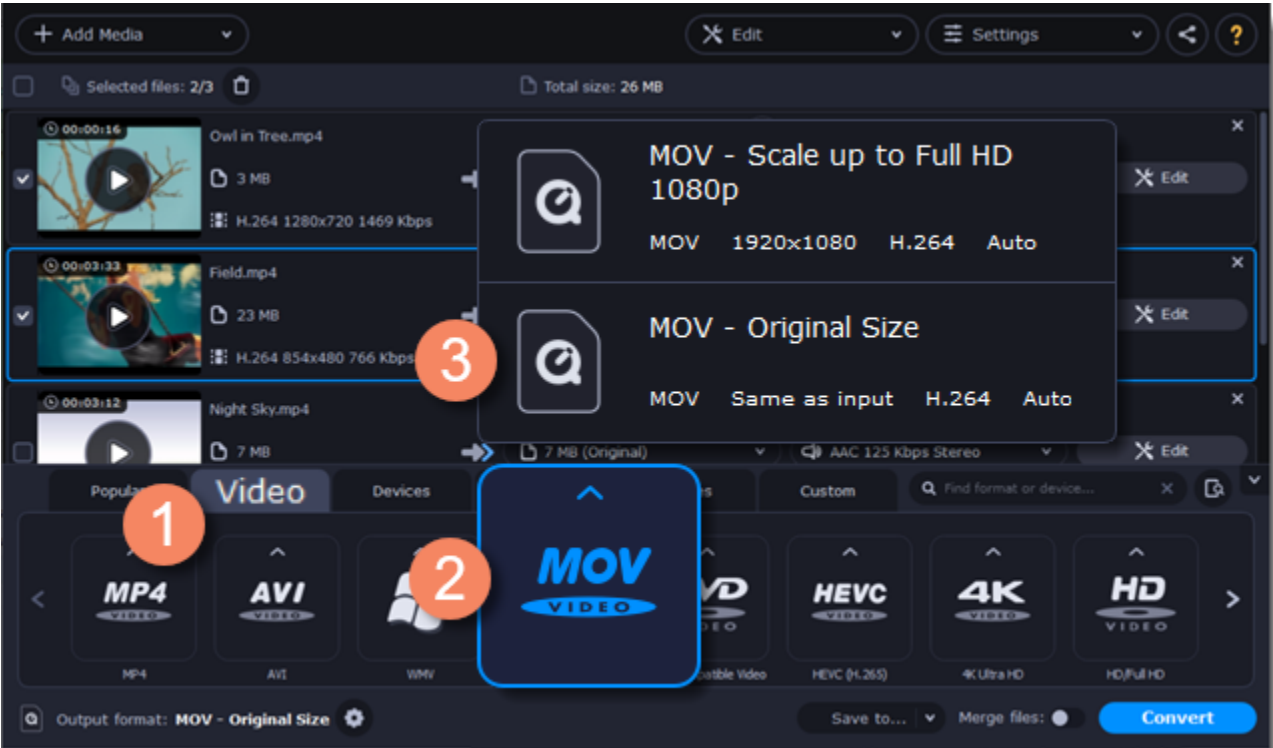 Add Media
Edit
Settings
?
Selected files: 2/3
Total size: 26 MB
00:00:16
Owl in Tree.mp4
3 MB
H.264 1280x720 1469 Kbps
Edit
MOV - Scale up to Full HD
1080p
MOV 1920x1080 H.264 Auto
00:03:33
Field.mp4
23 MB
H.264 854x480 766 Kbps
Edit
3
MOV - Original Size
MOV Same as input H.264 Auto
00:03:12
Night Sky.mp4
7 MB
7 MB (Original)
AAC 125 Kbps Stereo
Edit
1
Video
Devices
Custom
Find format or device...
2
MP4
VIDEO
AVI
VIDEO
MOV
VIDEO
HEVC
VIDEO
4K
VIDEO
HD
VIDEO
MP4
AVI
WMV
Video
HEVC (H.265)
4K Ultra HD
HD/Full HD
Output format: MOV - Original Size
Save to...
Merge files:
Convert